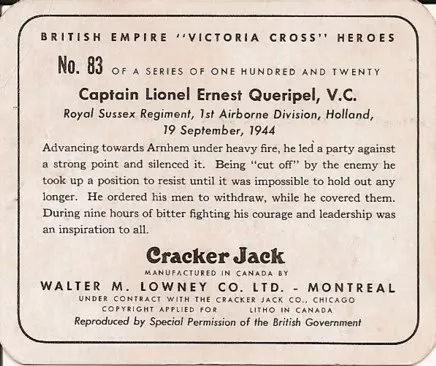 BRITISH EMPIRE "VICTORIA CROSS" HEROES
No. 83 OF A SERIES OF ONE HUNDRED AND TWENTY
Captain Lionel Ernest Queripel, V.C.
Royal Sussex Regiment, 1st Airborne Division, Holland,
19 September, 1944
Advancing towards Arnhem under heavy fire, he led a party against
a strong point and silenced it. Being "cut off" by the enemy he
took up a position to resist until it was impossible to hold out any
longer. He ordered his men to withdraw, while he covered them.
During nine hours of bitter fighting his courage and leadership was
an inspiration to all.
Cracker Jack
MANUFACTURED IN CANADA BY
WALTER M. LOWNEY CO. LTD. - MONTREAL
UNDER CONTRACT WITH THE CRACKER JACK CO., CHICAGO
COPYRIGHT APPLIED FOR LITHO IN CANADA
Reproduced by Special Permission of the British Government